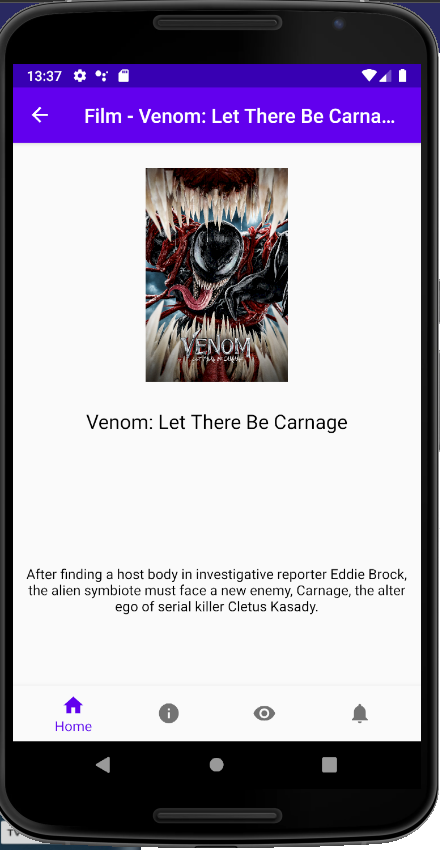 13:37
Film - Venom: Let There Be Carna...
VENOM
Venom: Let There Be Carnage
After finding a host body in investigative reporter Eddie Brock,
the alien symbiote must face a new enemy, Carnage, the alter
ego of serial killer Cletus Kasady.
Home
TV